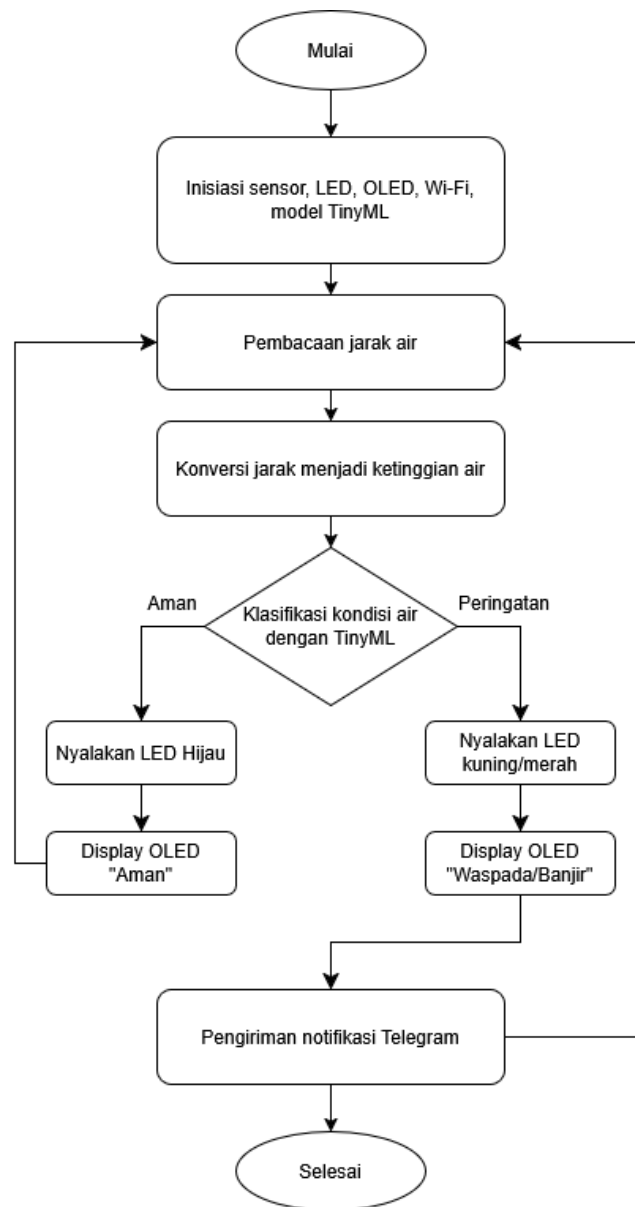 Mulai
Inisiasi sensor, LED, OLED, Wi-Fi,
model TinyML
Pembacaan jarak air
Konversi jarak menjadi ketinggian air
Aman
Klasifikasi kondisi air
dengan TinyML
Peringatan
Nyalakan LED Hijau
Nyalakan LED
kuning/merah
Display OLED
"Aman"
Display OLED
"Waspada/Banjir"
Pengiriman notifikasi Telegram
Selesai